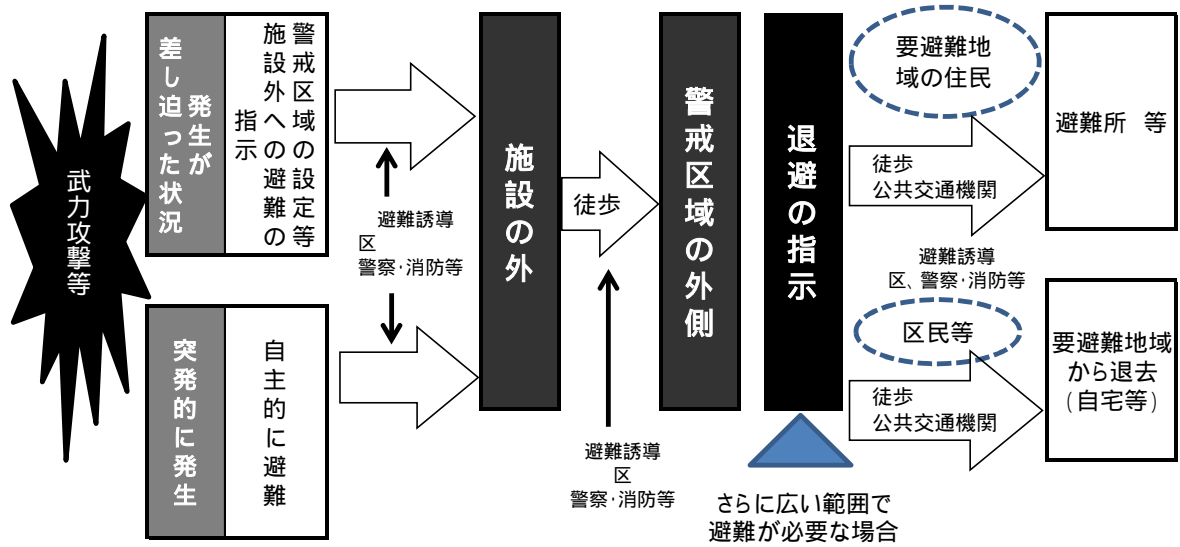 武力攻撃等
発生が
差し迫った状況
警戒区域の設定等
施設外への避難の
指示
突発的に発生
自主的に避難
避難誘導
区
警察・消防等
施設の外
徒歩
避難誘導
区
警察・消防等
警戒区域の外側
退避の指示
さらに広い範囲で
避難が必要な場合
要避難地
域の住民
徒歩
公共交通機関
避難所 等
避難誘導
区、警察・消防等
区民等
徒歩
公共交通機関
要避難地域
から退去
（自宅等）